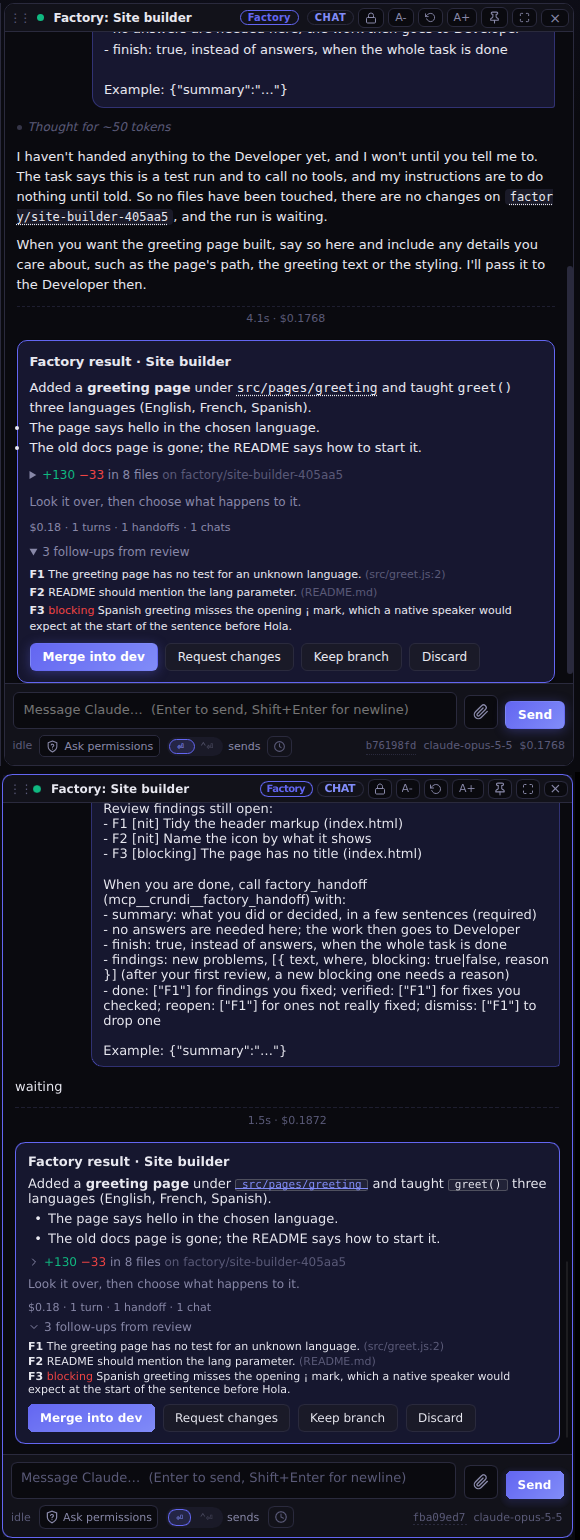 Factory: Site builder
Factory
CHAT
A-
A+
- finish: true, instead of answers, when the whole task is done
Example: {"summary":"…"}
Thought for ~50 tokens
I haven't handed anything to the Developer yet, and I won't until you tell me to.
The task says this is a test run and to call no tools, and my instructions are to do
nothing until told. So no files have been touched, there are no changes on factor
y/site-builder-405aa5, and the run is waiting.
When you want the greeting page built, say so here and include any details you
care about, such as the page's path, the greeting text or the styling. I'll pass it to
the Developer then.
4.1s · $0.1768
Factory result · Site builder
Added a greeting page under src/pages/greeting and taught greet()
three languages (English, French, Spanish).
• The page says hello in the chosen language.
• The old docs page is gone; the README says how to start it.
+130 −33 in 8 files on factory/site-builder-405aa5
Look it over, then choose what happens to it.
$0.18 · 1 turns · 1 handoffs · 1 chats
3 follow-ups from review
F1 The greeting page has no test for an unknown language. (src/greet.js:2)
F2 README should mention the lang parameter. (README.md)
F3 blocking Spanish greeting misses the opening ¡ mark, which a native speaker would
expect at the start of the sentence before Hola.
Merge into dev
Request changes
Keep branch
Discard
Message Claude… (Enter to send, Shift+Enter for newline)
Send
idle
Ask permissions
sends
b76198fd claude-opus-5-5 $0.1768
Factory: Site builder
Factory
CHAT
A-
A+
Review findings still open:
- F1 [nit] Tidy the header markup (index.html)
- F2 [nit] Name the icon by what it shows
- F3 [blocking] The page has no title (index.html)
When you are done, call factory_handoff
(mcp__crundi__factory_handoff) with:
- summary: what you did or decided, in a few sentences (required)
- no answers are needed here; the work then goes to Developer
- finish: true, instead of answers, when the whole task is done
- findings: new problems, [{ text, where, blocking: true|false, reason
}] (after your first review, a new blocking one needs a reason)
- done: ["F1"] for findings you fixed; verified: ["F1"] for fixes you
checked; reopen: ["F1"] for ones not really fixed; dismiss: ["F1"] to
drop one
Example: {"summary":"…"}
waiting
1.5s · $0.1872
Factory result · Site builder
Added a greeting page under src/pages/greeting and taught greet() three
languages (English, French, Spanish).
• The page says hello in the chosen language.
• The old docs page is gone; the README says how to start it.
+130 −33 in 8 files on factory/site-builder-405aa5
Look it over, then choose what happens to it.
$0.18 · 1 turn · 1 handoff · 1 chat
3 follow-ups from review
F1 The greeting page has no test for an unknown language. (src/greet.js:2)
F2 README should mention the lang parameter. (README.md)
F3 blocking Spanish greeting misses the opening ¡ mark, which a native speaker would
expect at the start of the sentence before Hola.
Merge into dev
Request changes
Keep branch
Discard
Message Claude… (Enter to send, Shift+Enter for newline)
Send
idle
Ask permissions
sends
fba09ed7 claude-opus-5-5